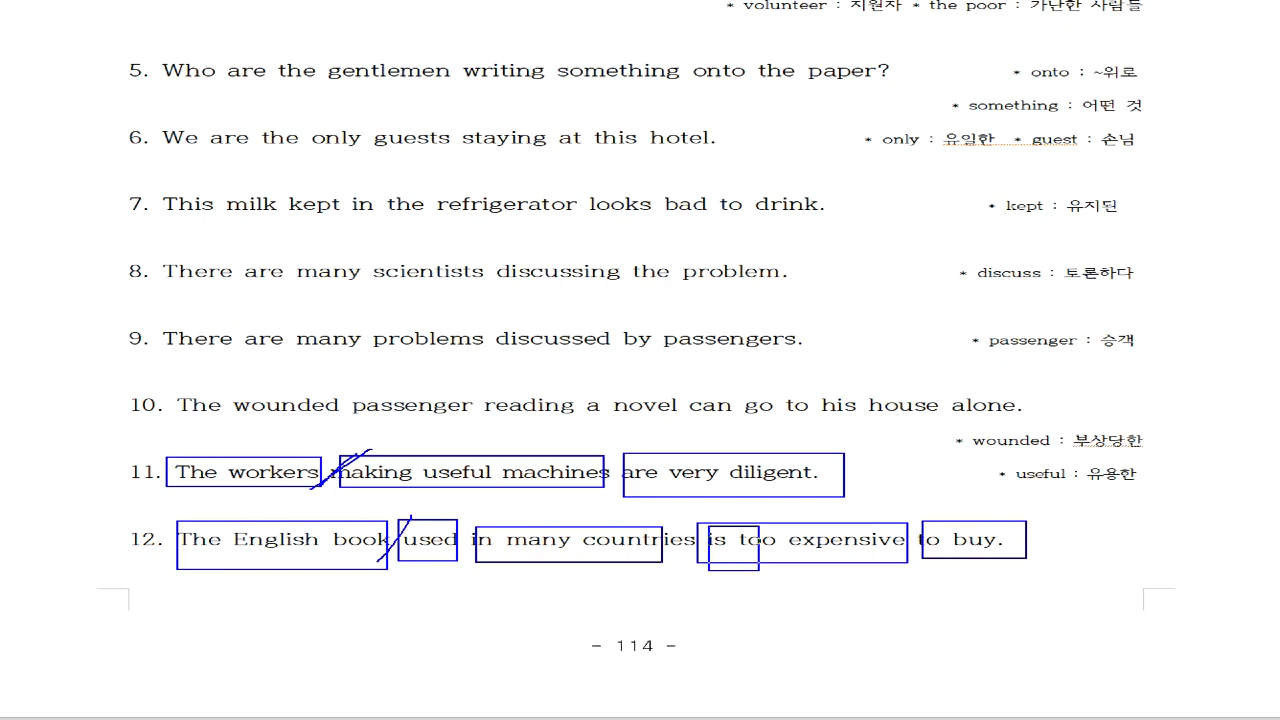 * volunteer : 지원자 * the poor : 가난한 사람들
5. Who are the gentlemen writing something onto the paper? * onto : ~위로
* something : 어떤 것
6. We are the only guests staying at this hotel. * only : 유일한 * guest : 손님
7. This milk kept in the refrigerator looks bad to drink. * kept : 유지된
8. There are many scientists discussing the problem. * discuss : 토론하다
9. There are many problems discussed by passengers. * passenger : 승객
10. The wounded passenger reading a novel can go to his house alone.
* wounded : 부상당한
11. The workers making useful machines are very diligent. * useful : 유용한
12. The English book used in many countries is too expensive to buy.
- 114 -